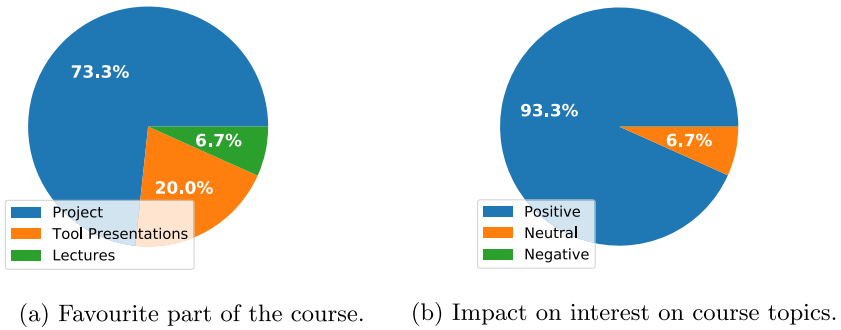 73.3%
6.7%
20.0%
Project
Tool Presentations
Lectures
(a) Favourite part of the course.
93.3%
6.7%
Positive
Neutral
Negative
(b) Impact on interest on course topics.